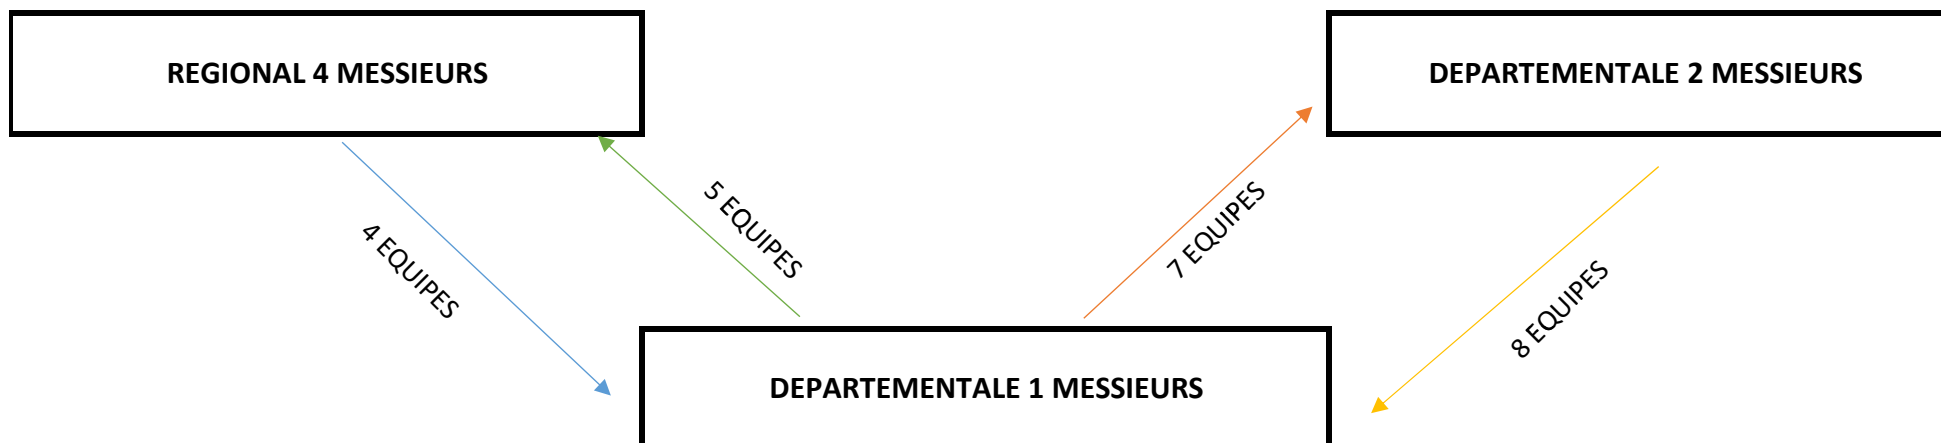 REGIONAL 4 MESSIEURS
DEPARTEMENTALE 2 MESSIEURS
4 EQUIPES
5 EQUIPES
7 EQUIPES
8 EQUIPES
DEPARTEMENTALE 1 MESSIEURS